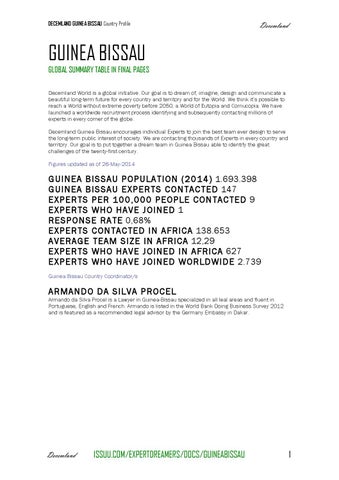 DECEMLAND GUINEA BISSAU Country Profile
Decemland
GUINEA BISSAU
GLOBAL SUMMARY TABLE IN FINAL PAGES
Decemland World is a global initiative. Our goal is to dream of, imagine, design and communicate a
beautiful long-term future for every country and territory and for the World. We think it's possible to
reach a World without extreme poverty before 2050, a World of Eutopia and Cornucopia. We have
launched a worldwide recruitment process identifying and subsequently contacting millions of
experts in every corner of the globe.
Decemland Guinea Bissau encourages individual Experts to join the best team ever design to serve
the long-term public interest of society. We are contacting thousands of Experts in every country and
territory. Our goal is to put together a dream team in Guinea Bissau able to identify the great
challenges of the twenty-first century.
Figures updated as of 26-May-2014
GUINEA BISSAU POPULATION (2014) 1.693.398
GUINEA BISSAU EXPERTS CONTACTED 147
EXPERTS PER 100,000 PEOPLE CONTACTED 9
EXPERTS WHO HAVE JOINED 1
RESPONSE RATE 0,68%
EXPERTS CONTACTED IN AFRICA 138.653
AVERAGE TEAM SIZE IN AFRICA 12,29
EXPERTS WHO HAVE JOINED IN AFRICA 627
EXPERTS WHO HAVE JOINED WORLDWIDE 2.739
Guinea Bissau Country Coordinator/s
ARMANDO DA SILVA PROCEL
Armando da Silva Procel is a Lawyer in Guinea-Bissau specialized in all leal areas and fluent in
Portuguese, English and French. Armando is listed in the World Bank Doing Business Survey 2012
and is featured as a recommended legal advisor by the Germany Embassy in Dakar.
Decemland
ISSUU.COM/EXPERTDREAMERS/DOCS/GUINEABISSAU
1